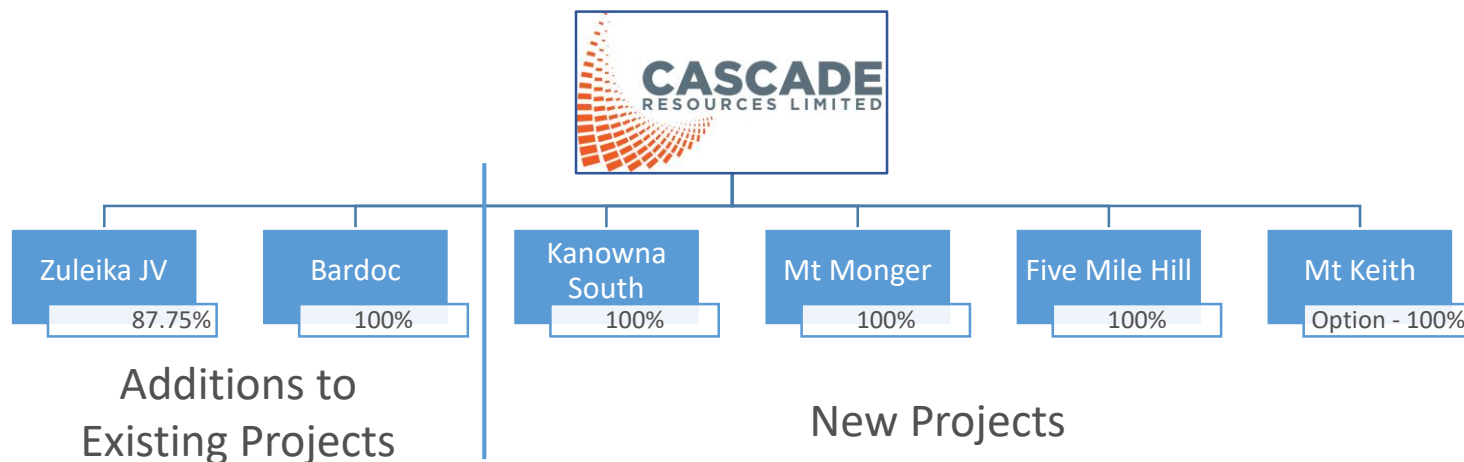 CASCADE
RESOURCES LIMITED
Zuleika JV
87.75%
Bardoc
100%
Kanowna
South
100%
Mt Monger
100%
Five Mile Hill
100%
Mt Keith
Option - 100%
Additions to
Existing Projects
New Projects